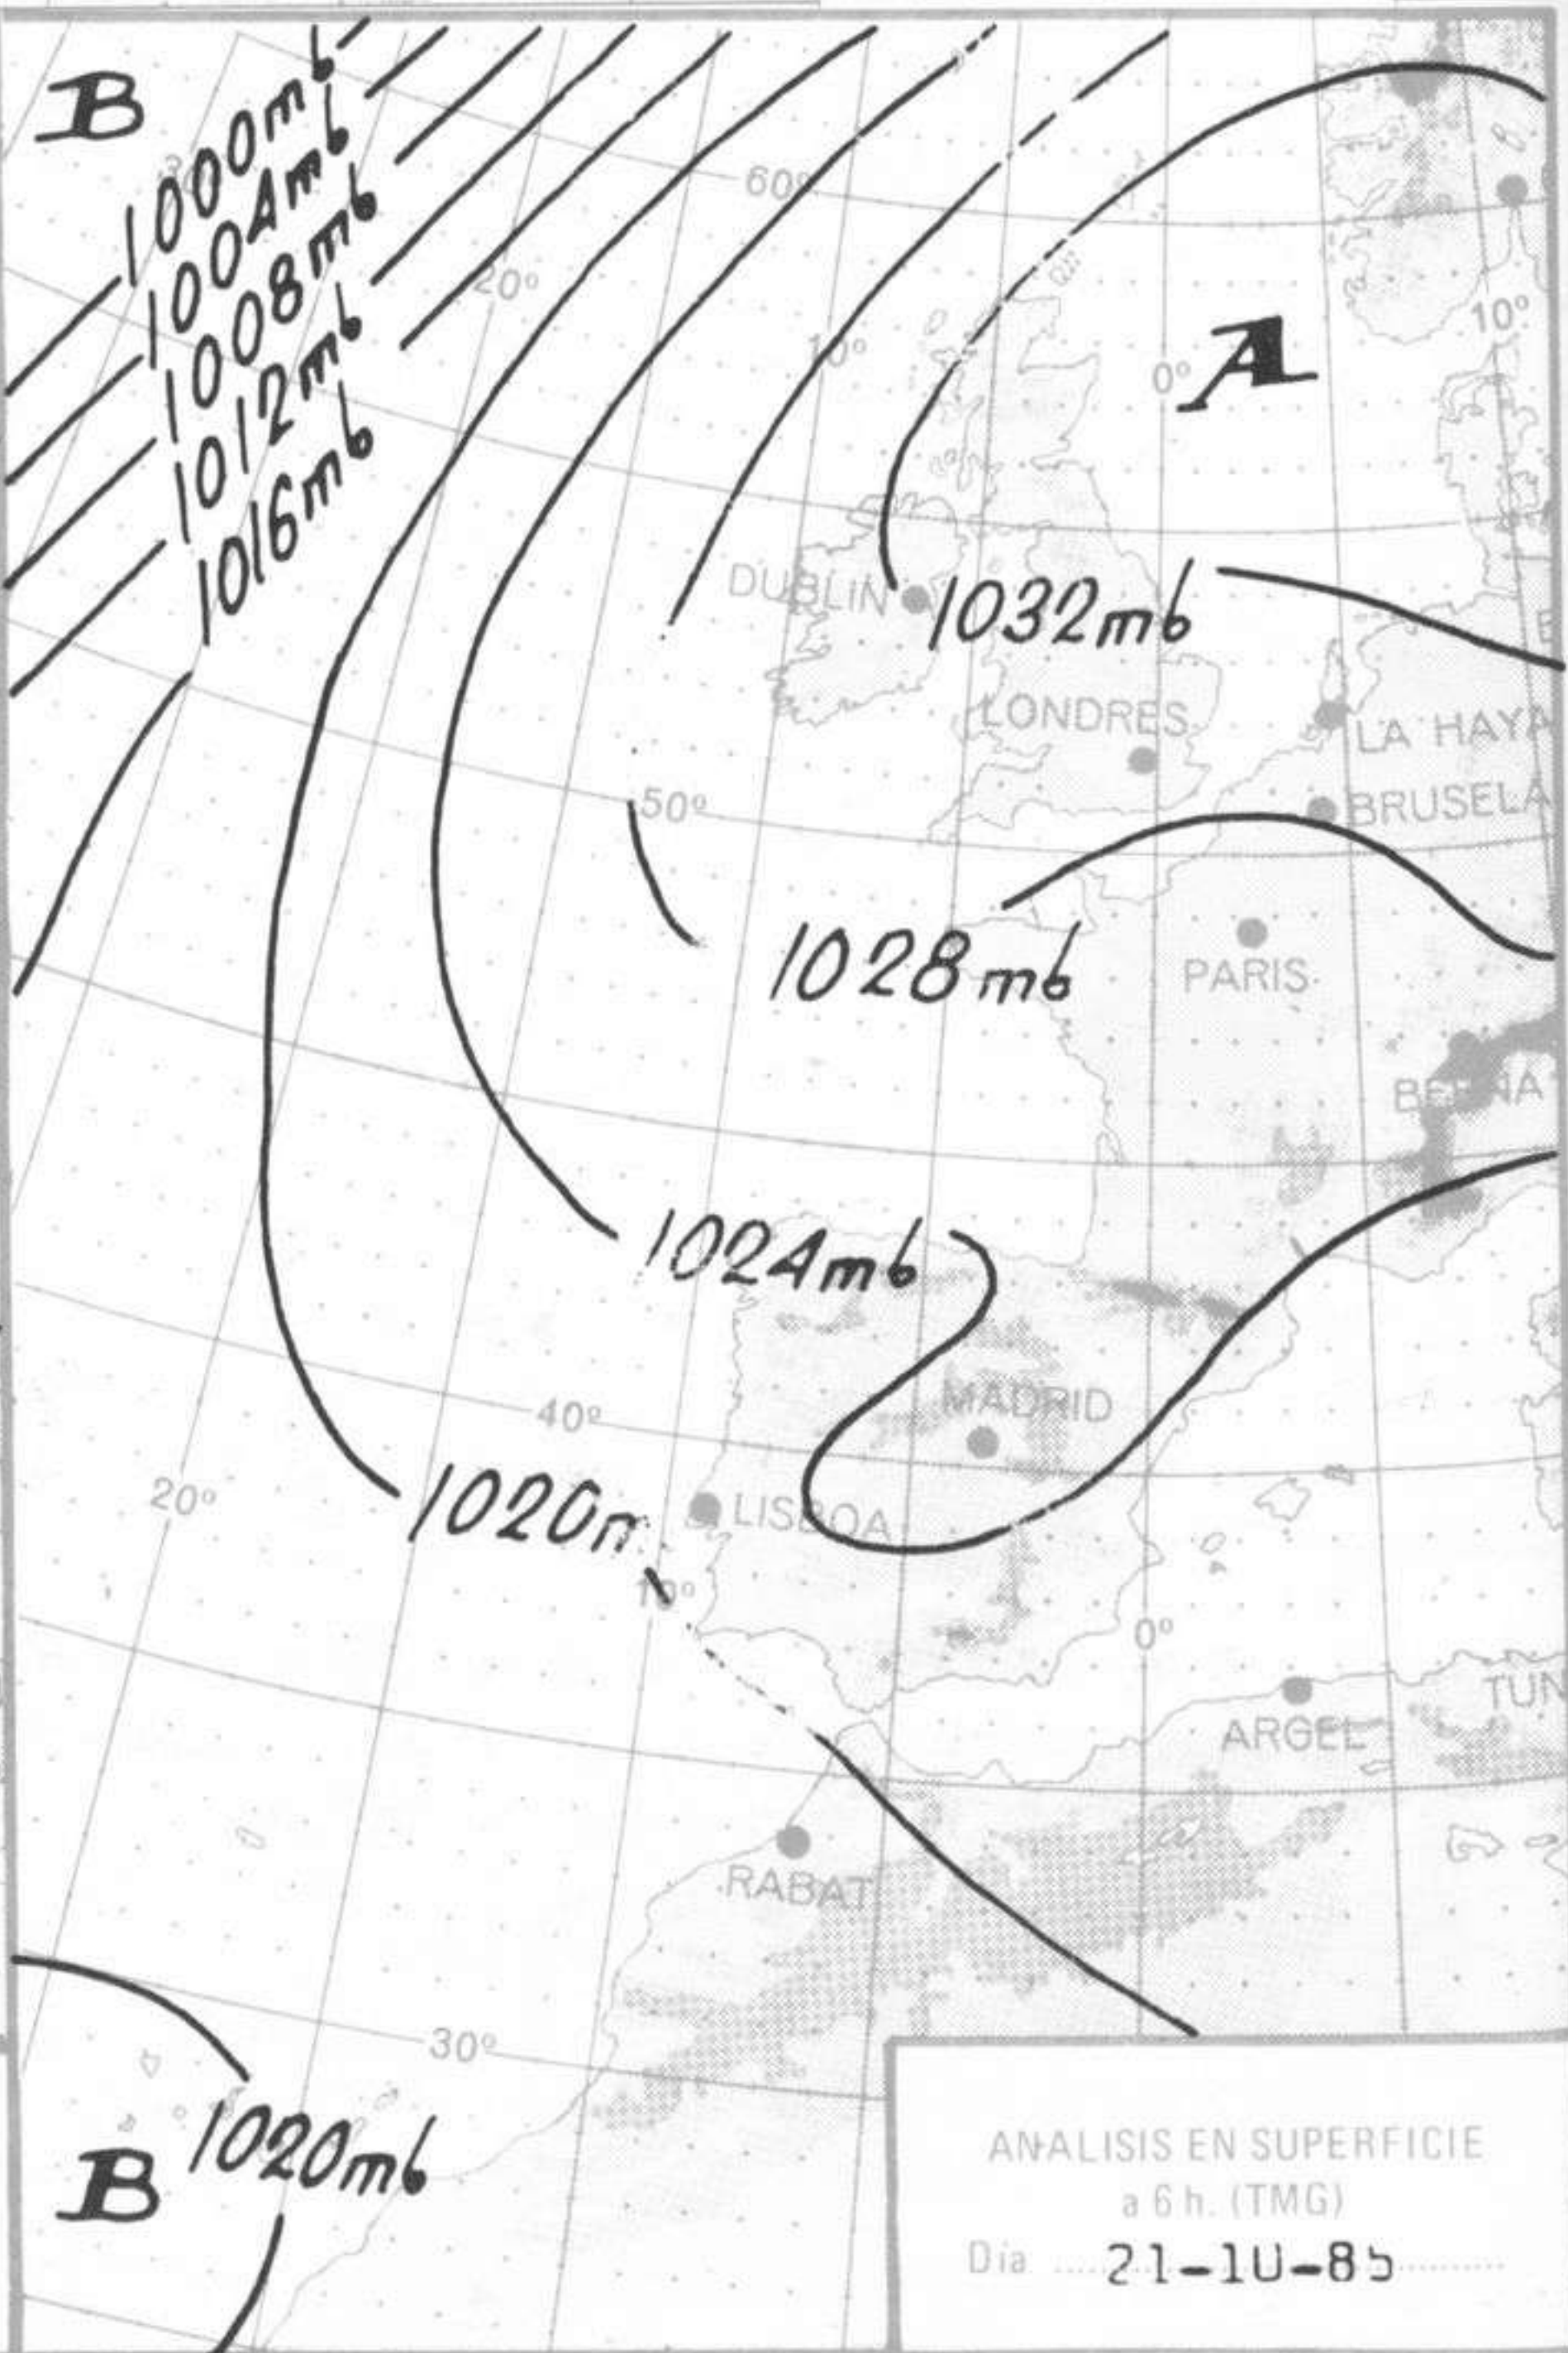 B
1000mb
1004mb
1008mb
1012mb
1016mb
60º
20º
10º
0º
A
10º
DUBLIN
1032mb
LONDRES
LA HAYA
50º
BRUSELA
1028mb
PARIS
BERNA
1024mb
MADRID
40º
20º
1020m
LISBOA
10º
0º
TUN
ARGEL
RABAT
30º
1020mb
B
ANALISIS EN SUPERFICIE
a 6 h. (TMG)
Dia 21-10-85